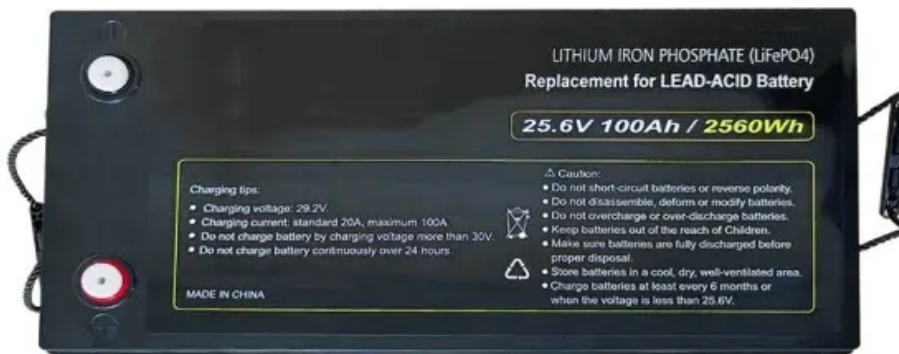 LITHIUM IRON PHOSPHATE (LiFePO4)
Replacement for LEAD-ACID Battery
25.6V 100Ah / 2560Wh
Charging tips:
• Charging voltage: 29.2V.
• Charging current: standard 20A, maximum 100A
• Do not charge battery by charging voltage more than 30V.
• Do not charge battery continuously over 24 hours.
MADE IN CHINA
⚠ Caution:
• Do not short-circuit batteries or reverse polarity.
• Do not disassemble, deform or modify batteries.
• Do not overcharge or over-discharge batteries.
• Keep batteries out of the reach of Children.
• Make sure batteries are fully discharged before
proper disposal.
• Store batteries in a cool, dry, well-ventilated area.
• Charge batteries at least every 6 months or
when the voltage is less than 25.6V.